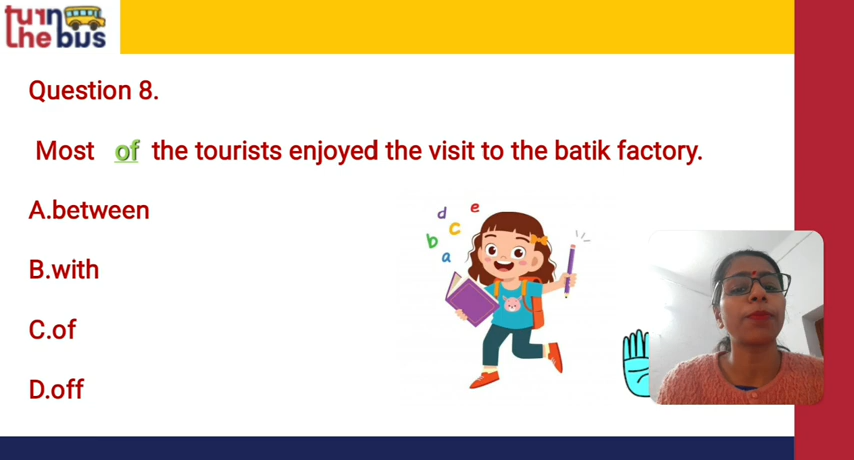 turn
the bus
Question 8.
Most of the tourists enjoyed the visit to the batik factory.
A.between
d e
c
b
a
B.with
C.of
D.off